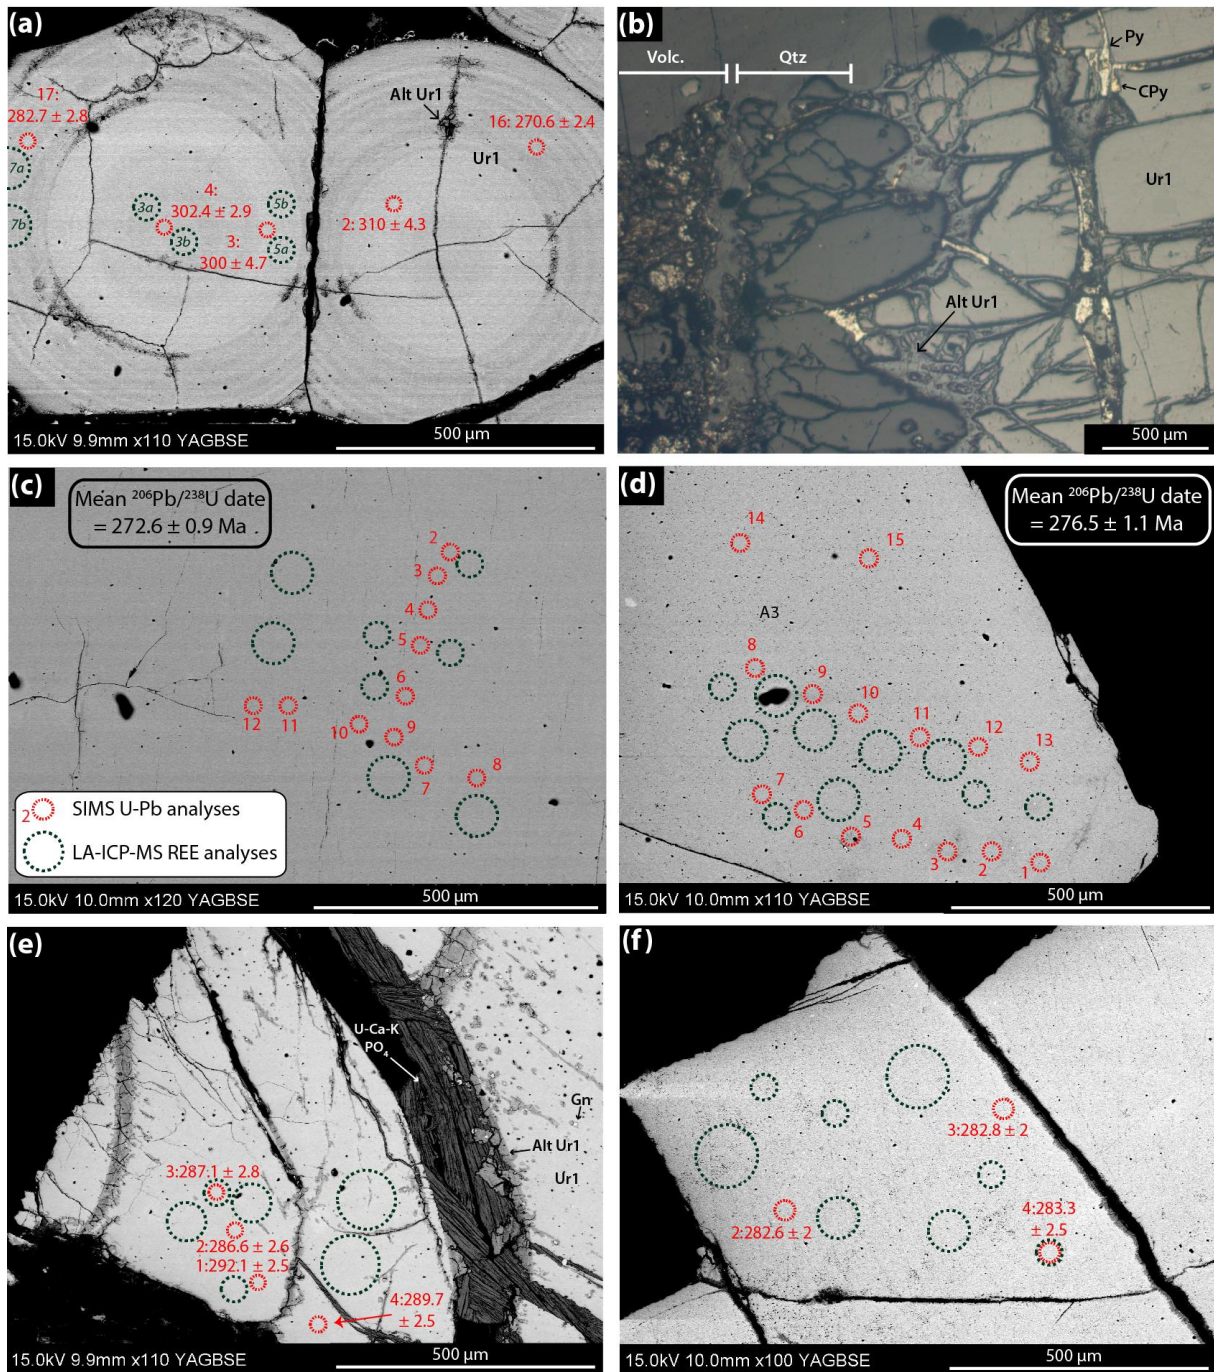 (a)
17:
282.7 ± 2.8
7a
7b
Alt Ur1
16: 270.6 ± 2.4
Ur1
4:
302.4 ± 2.9
3a
5b
3b
3:
300 ± 4.7
5a
2: 310 ± 4.3
15.0kV 9.9mm x110 YAGBSE
500 µm
(b)
Volc.
Qtz
Py
CPy
Ur1
Alt Ur1
500 µm
(c)
Mean ²⁰⁶Pb/²³⁸U date
= 272.6 ± 0.9 Ma
2
3
4
5
6
12
11
10
9
7
8
2
SIMS U-Pb analyses
LA-ICP-MS REE analyses
15.0kV 10.0mm x120 YAGBSE
500 µm
(d)
Mean ²⁰⁶Pb/²³⁸U date
= 276.5 ± 1.1 Ma
14
15
A3
8
9
10
11
12
13
7
6
5
4
3
2
1
15.0kV 10.0mm x110 YAGBSE
500 µm
(e)
U-Ca-K
PO₄
Gn
Alt Ur1
Ur1
3:287.1 ± 2.8
2:286.6 ± 2.6
1:292.1 ± 2.5
4:289.7
± 2.5
15.0kV 9.9mm x110 YAGBSE
500 µm
(f)
3:282.8 ± 2
2:282.6 ± 2
4:283.3
± 2.5
15.0kV 10.0mm x100 YAGBSE
500 µm